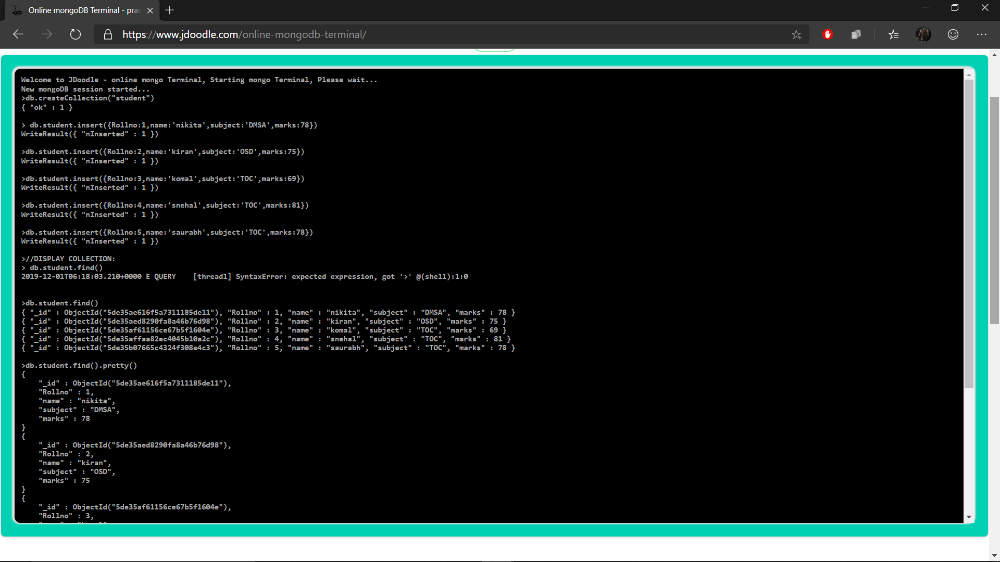 Online mongoDB Terminal - prac
https://www.jdoodle.com/online-mongodb-terminal/
Welcome to JDoodle - online mongo Terminal, Starting mongo Terminal, Please wait...
New mongoDB session started...
>db.createCollection("student")
{ "ok" : 1 }
> db.student.insert({Rollno:1,name:'nikita',subject:'DMSA',marks:78})
WriteResult({ "nInserted" : 1 })
>db.student.insert({Rollno:2,name:'kiran',subject:'OSD',marks:75})
WriteResult({ "nInserted" : 1 })
>db.student.insert({Rollno:3,name:'komal',subject:'TOC',marks:69})
WriteResult({ "nInserted" : 1 })
>db.student.insert({Rollno:4,name:'snehal',subject:'TOC',marks:81})
WriteResult({ "nInserted" : 1 })
>db.student.insert({Rollno:5,name:'saurabh',subject:'TOC',marks:78})
WriteResult({ "nInserted" : 1 })
>//DISPLAY COLLECTION:
> db.student.find()
2019-12-01T06:18:03.210+0000 E QUERY    [thread1] SyntaxError: expected expression, got '>' @(shell):1:0
>db.student.find()
{ "_id" : ObjectId("5de35ae616f5a7311185de11"), "Rollno" : 1, "name" : "nikita", "subject" : "DMSA", "marks" : 78 }
{ "_id" : ObjectId("5de35aed8290fa8a46b76d98"), "Rollno" : 2, "name" : "kiran", "subject" : "OSD", "marks" : 75 }
{ "_id" : ObjectId("5de35af61156ce67b5f1604e"), "Rollno" : 3, "name" : "komal", "subject" : "TOC", "marks" : 69 }
{ "_id" : ObjectId("5de35affaa82ec4045b10a2c"), "Rollno" : 4, "name" : "snehal", "subject" : "TOC", "marks" : 81 }
{ "_id" : ObjectId("5de35b07665c4324f308e4c3"), "Rollno" : 5, "name" : "saurabh", "subject" : "TOC", "marks" : 78 }
>db.student.find().pretty()
{
"_id" : ObjectId("5de35ae616f5a7311185de11"),
"Rollno" : 1,
"name" : "nikita",
"subject" : "DMSA",
"marks" : 78
}
{
"_id" : ObjectId("5de35aed8290fa8a46b76d98"),
"Rollno" : 2,
"name" : "kiran",
"subject" : "OSD",
"marks" : 75
}
{
"_id" : ObjectId("5de35af61156ce67b5f1604e"),
"Rollno" : 3,